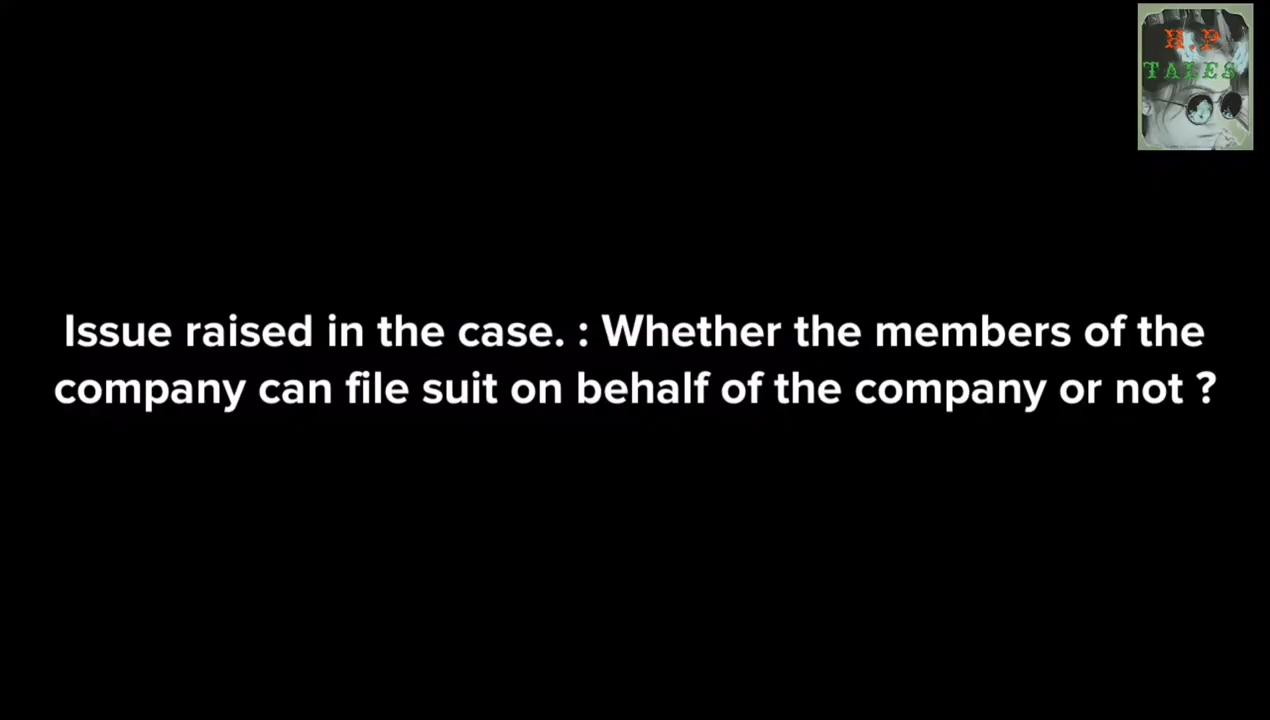 H.P
TALES
Issue raised in the case. : Whether the members of the
company can file suit on behalf of the company or not ?